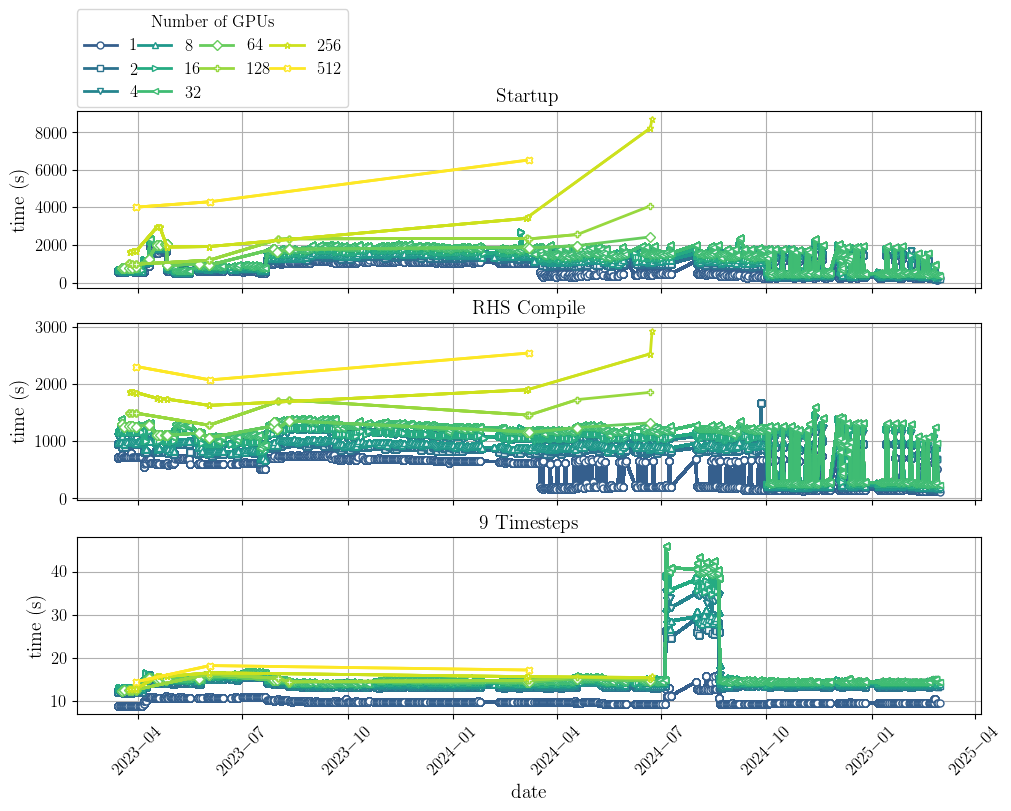 Number of GPUs
1 8 64 256
2 16 128 512
4 32
Startup
8000
6000
4000
2000
0
time (s)
RHS Compile
3000
2000
1000
0
time (s)
9 Timesteps
40
30
20
10
time (s)
2023−04 2023−07 2023−10 2024−01 2024−04 2024−07 2024−10 2025−01 2025−04
date